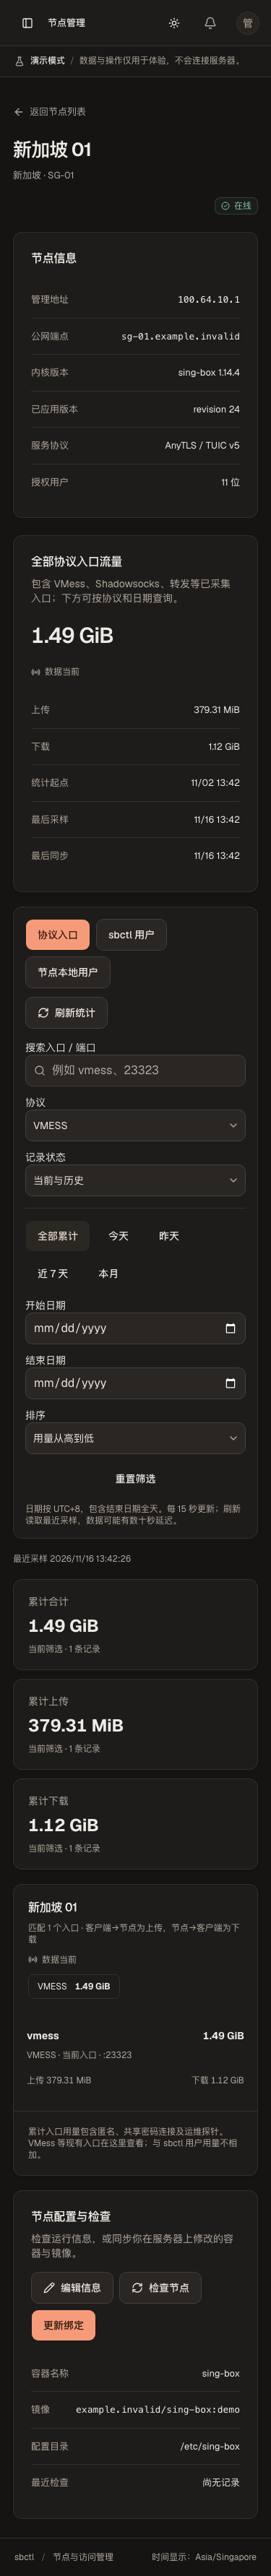 节点管理
管
演示模式 / 数据与操作仅用于体验，不会连接服务器。
返回节点列表
新加坡 01
新加坡 · SG-01
在线
节点信息
管理地址 100.64.10.1
公网端点 sg-01.example.invalid
内核版本 sing-box 1.14.4
已应用版本 revision 24
服务协议 AnyTLS / TUIC v5
授权用户 11 位
全部协议入口流量
包含 VMess、Shadowsocks、转发等已采集
入口；下方可按协议和日期查询。
1.49 GiB
数据当前
上传 379.31 MiB
下载 1.12 GiB
统计起点 11/02 13:42
最后采样 11/16 13:42
最后同步 11/16 13:42
协议入口 sbctl 用户
节点本地用户
刷新统计
搜索入口 / 端口
例如 vmess、23323
协议
VMESS
记录状态
当前与历史
全部累计 今天 昨天
近 7 天 本月
开始日期
mm/dd/yyyy
结束日期
mm/dd/yyyy
排序
用量从高到低
重置筛选
日期按 UTC+8，包含结束日期全天。每 15 秒更新；刷新
读取最近采样，数据可能有数十秒延迟。
最近采样 2026/11/16 13:42:26
累计合计
1.49 GiB
当前筛选 · 1 条记录
累计上传
379.31 MiB
当前筛选 · 1 条记录
累计下载
1.12 GiB
当前筛选 · 1 条记录
新加坡 01
匹配 1 个入口 · 客户端→节点为上传，节点→客户端为下
载
数据当前
VMESS 1.49 GiB
vmess 1.49 GiB
VMESS · 当前入口 · :23323
上传 379.31 MiB 下载 1.12 GiB
累计入口用量包含匿名、共享密码连接及运维探针。
VMess 等现有入口在这里查看；与 sbctl 用户用量不相
加。
节点配置与检查
检查运行信息，或同步你在服务器上修改的容
器与镜像。
编辑信息 检查节点
更新绑定
容器名称 sing-box
镜像 example.invalid/sing-box:demo
配置目录 /etc/sing-box
最近检查 尚无记录
sbctl / 节点与访问管理 时间显示：Asia/Singapore